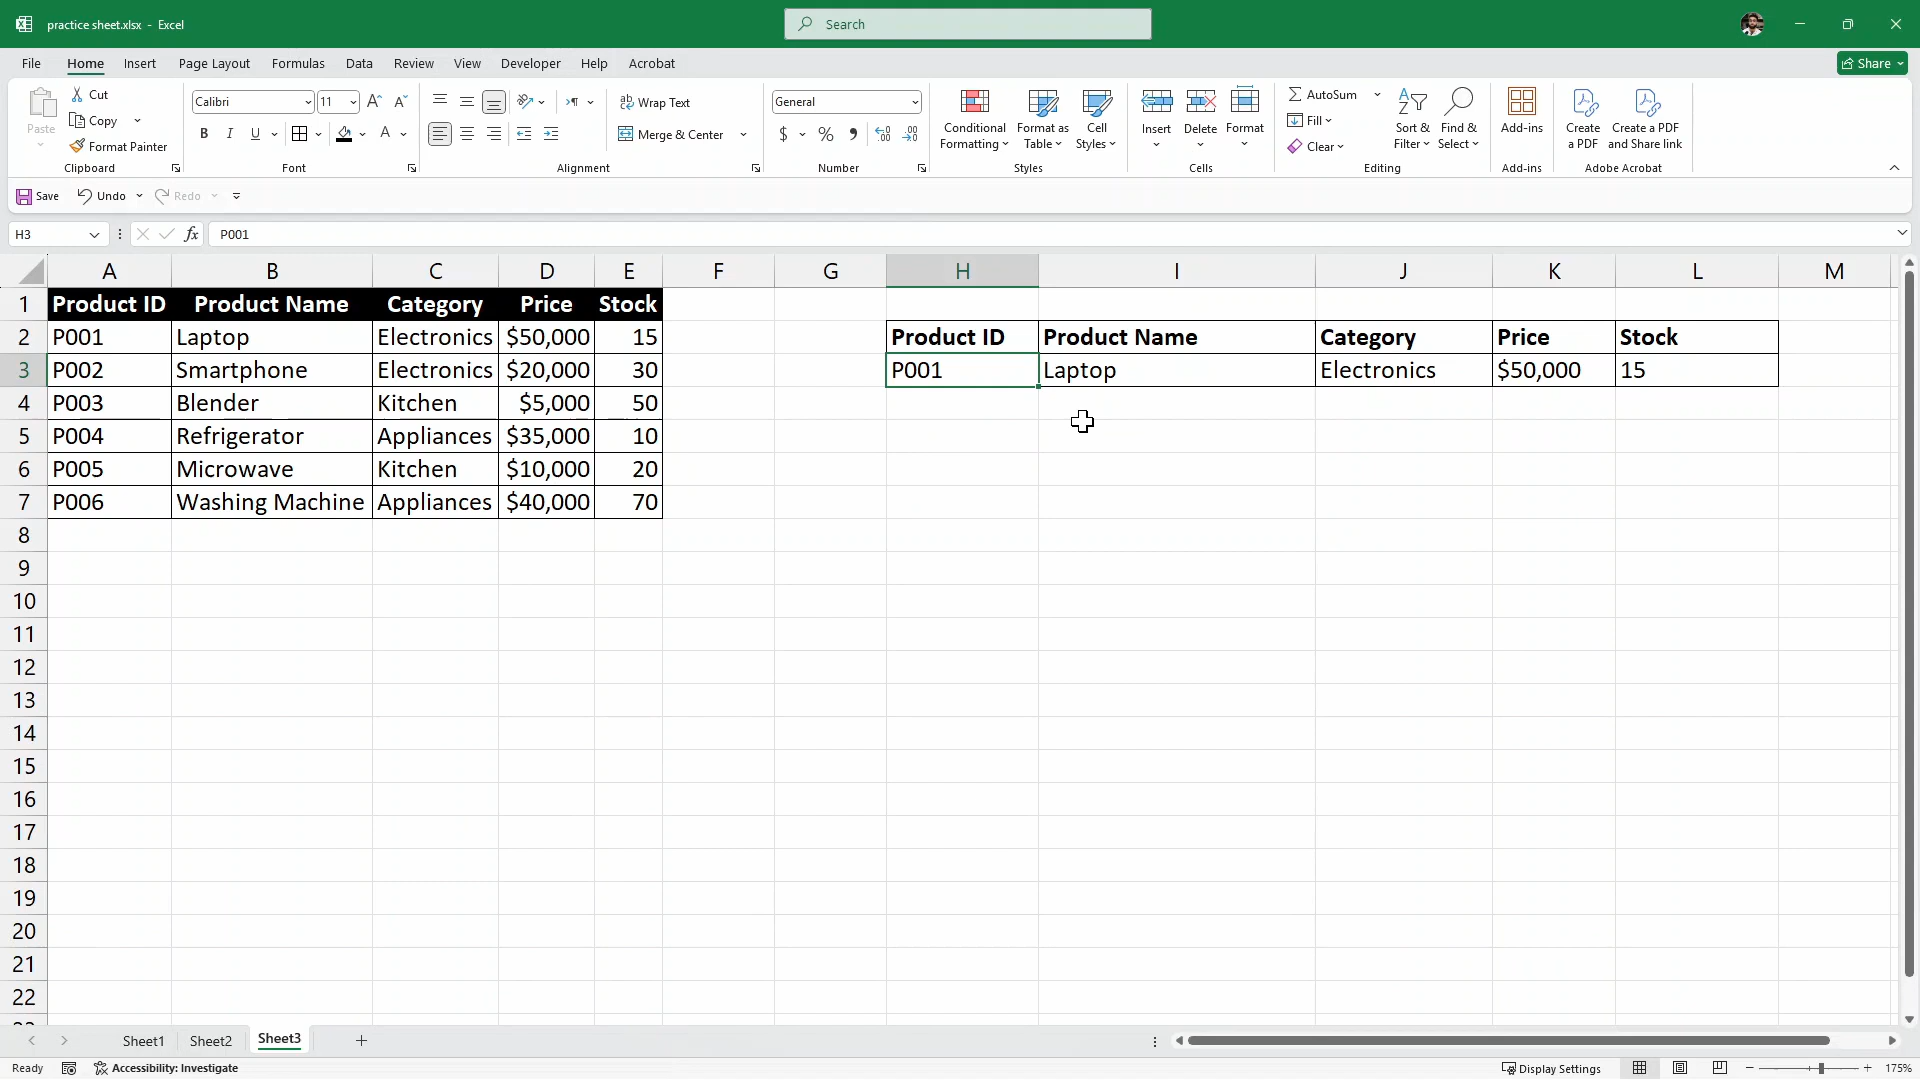 practice sheet.xlsx - Excel
Search
File Home Insert Page Layout Formulas Data Review View Developer Help Acrobat Share
Paste
Cut
Copy
Format Painter
Clipboard
Calibri 11
B I U
Font
Wrap Text
Merge & Center
Alignment
General
$ % ,
Number
Conditional Formatting
Format as Table
Cell Styles
Styles
Insert Delete Format
Cells
AutoSum
Fill
Clear
Sort & Filter
Find & Select
Editing
Add-ins
Add-ins
Create a PDF
Create a PDF and Share link
Adobe Acrobat
Save Undo Redo
H3 fx P001
A B C D E F G H I J K L M
1 Product ID Product Name Category Price Stock
2 P001 Laptop Electronics $50,000 15 Product ID Product Name Category Price Stock
3 P002 Smartphone Electronics $20,000 30 P001 Laptop Electronics $50,000 15
4 P003 Blender Kitchen $5,000 50
5 P004 Refrigerator Appliances $35,000 10
6 P005 Microwave Kitchen $10,000 20
7 P006 Washing Machine Appliances $40,000 70
8
9
10
11
12
13
14
15
16
17
18
19
20
21
22
Sheet1 Sheet2 Sheet3
Ready Accessibility: Investigate Display Settings 175%